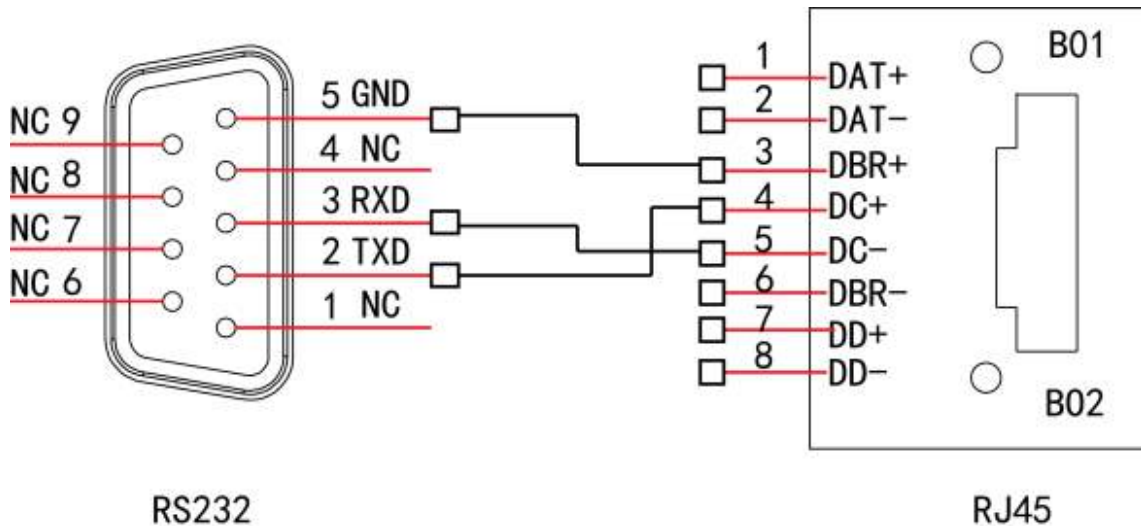 NC 9
NC 8
NC 7
NC 6
5 GND
4 NC
3 RXD
2 TXD
1 NC
1 DAT+
2 DAT-
3 DBR+
4 DC+
5 DC-
6 DBR-
7 DD+
8 DD-
B01
B02
RS232
RJ45